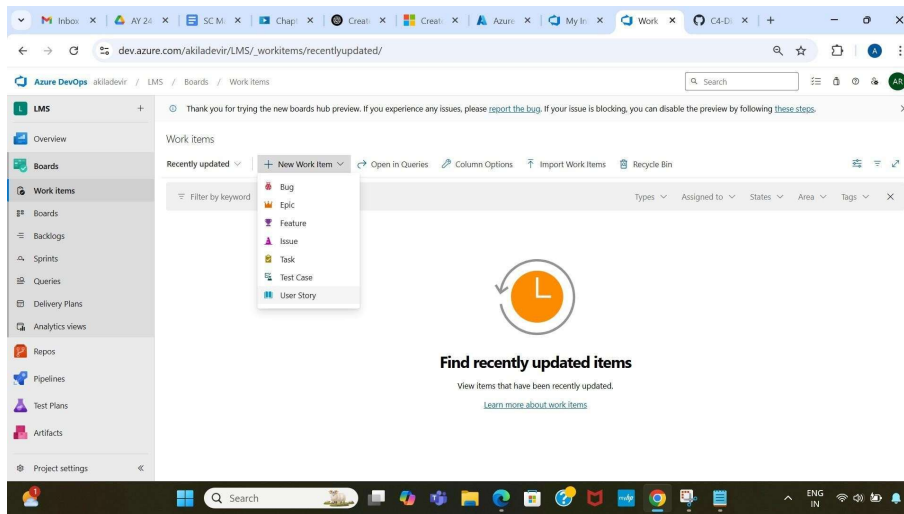 Inbox
AY 24
SC M
Chap
Creat
Creat
Azure
My In
Work
C4-D
dev.azure.com/akiladevir/LMS/_workitems/recentlyupdated/
A
Azure DevOps akiladevir / LMS / Boards / Work items
Search
AR
L LMS +
Thank you for trying the new boards hub preview. If you experience any issues, please report the bug. If your issue is blocking, you can disable the preview by following these steps.
Overview
Boards
Work items
Boards
Backlogs
Sprints
Queries
Delivery Plans
Analytics views
Repos
Pipelines
Test Plans
Artifacts
Project settings
Work items
Recently updated
+ New Work Item
Open in Queries
Column Options
Import Work Items
Recycle Bin
Filter by keyword
Types
Assigned to
States
Area
Tags
Bug
Epic
Feature
Issue
Task
Test Case
User Story
Find recently updated items
View items that have been recently updated.
Learn more about work items
1
Search
ENG
IN